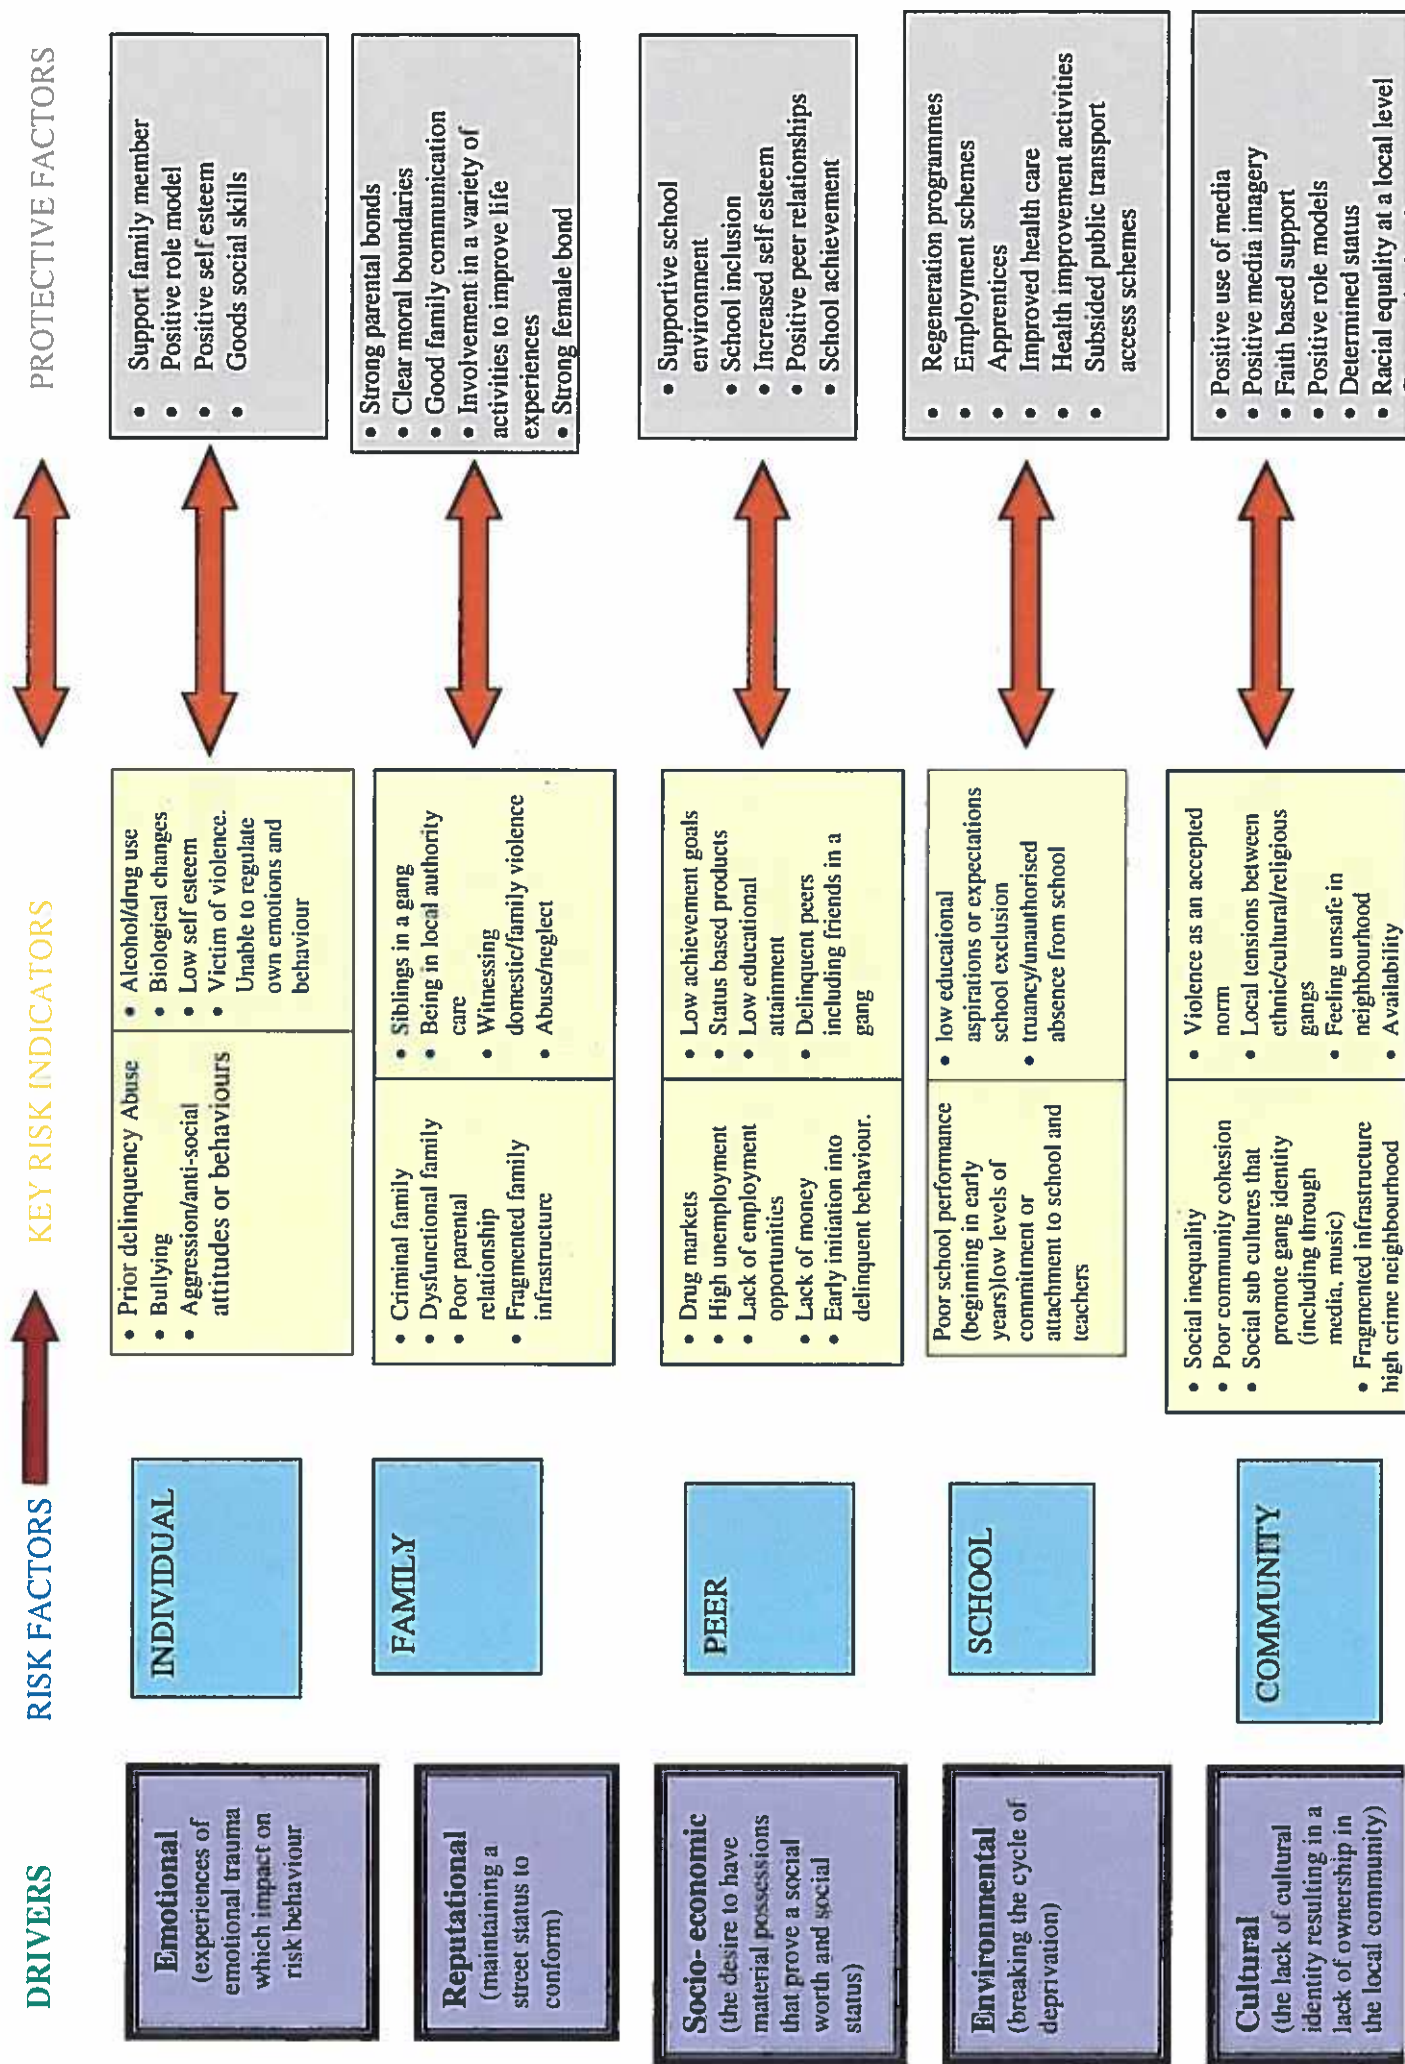 DRIVERS
RISK FACTORS
KEY RISK INDICATORS
PROTECTIVE FACTORS
Emotional
(experiences of
emotional trauma
which impact on
risk behaviour
INDIVIDUAL
• Prior delinquency Abuse
• Bullying
• Aggression/anti-social
attitudes or behaviours
• Alcohol/drug use
• Biological changes
• Low self esteem
• Victim of violence.
Unable to regulate
own emotions and
behaviour
• Support family member
• Positive role model
• Positive self esteem
• Goods social skills
Reputational
(maintaining a
street status to
conform)
FAMILY
• Criminal family
• Dysfunctional family
• Poor parental
relationship
• Fragmented family
infrastructure
• Siblings in a gang
• Being in local authority
care
• Witnessing
domestic/family violence
• Abuse/neglect
• Strong parental bonds
• Clear moral boundaries
• Good family communication
• Involvement in a variety of
activities to improve life
experiences
• Strong female bond
Socio- economic
(the desire to have
material possessions
that prove a social
worth and social
status)
PEER
• Drug markets
• High unemployment
• Lack of employment
opportunities
• Lack of money
• Early initiation into
delinquent behaviour.
• Low achievement goals
• Status based products
• Low educational
attainment
• Delinquent peers
including friends in a
gang
• Supportive school
environment
• School inclusion
• Increased self esteem
• Positive peer relationships
• School achievement
Environmental
(breaking the cycle of
deprivation)
SCHOOL
Poor school performance
(beginning in early
years)low levels of
commitment or
attachment to school and
teachers
• low educational
aspirations or expectations
school exclusion
• truancy/unauthorised
absence from school
• Regeneration programmes
• Employment schemes
• Apprentices
• Improved health care
• Health improvement activities
• Subsided public transport
access schemes
Cultural
(the lack of cultural
identity resulting in a
lack of ownership in
the local community)
COMMUNITY
• Social inequality
• Poor community cohesion
• Social sub cultures that
promote gang identity
(including through
media, music)
• Fragmented infrastructure
high crime neighbourhood
• Violence as an accepted
norm
• Local tensions between
ethnic/cultural/religious
gangs
• Feeling unsafe in
neighbourhood
• Availability
• Positive use of media
• Positive media imagery
• Faith based support
• Positive role models
• Determined status
• Racial equality at a local level